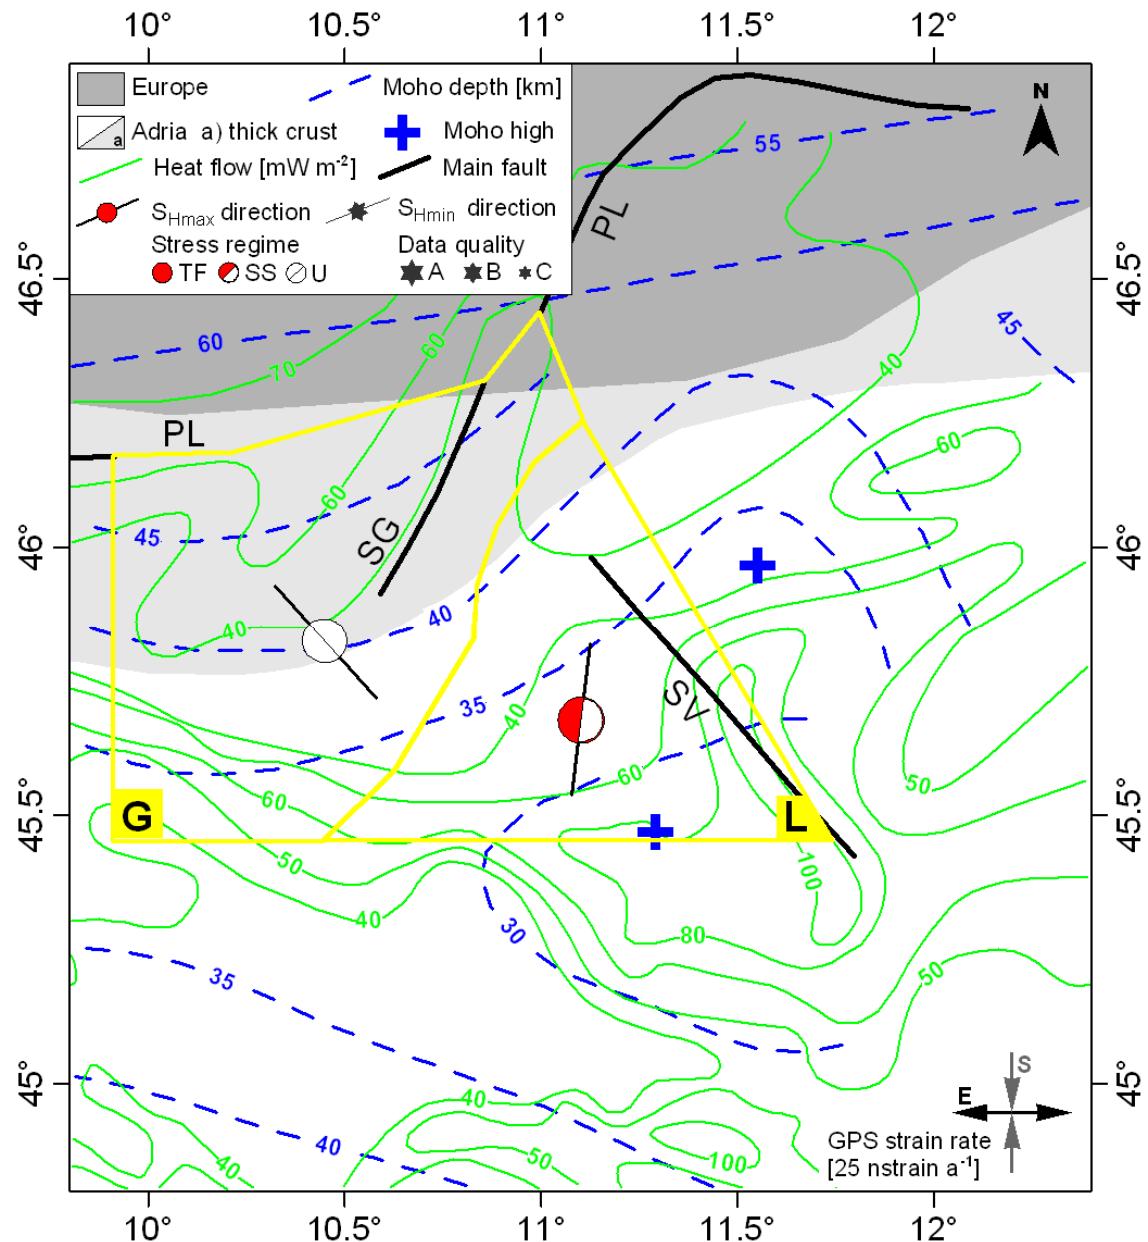 10° 10.5° 11° 11.5° 12°
Europe
Moho depth [km]
a
Adria a) thick crust
Moho high
Heat flow [mW m⁻²]
Main fault
S_Hmax direction
S_Hmin direction
Stress regime
Data quality
TF SS U
A B C
N
55
PL
46.5° 46.5°
60
60
70
45
40
PL
60
60
SG
45
46° 46°
40
40
35
40
SV
60
60
50
G
L
45.5° 45.5°
50
100
40
30
80
50
35
45° 45°
40
S
E
GPS strain rate
[25 nstrain a⁻¹]
40
40
50
100
10° 10.5° 11° 11.5° 12°